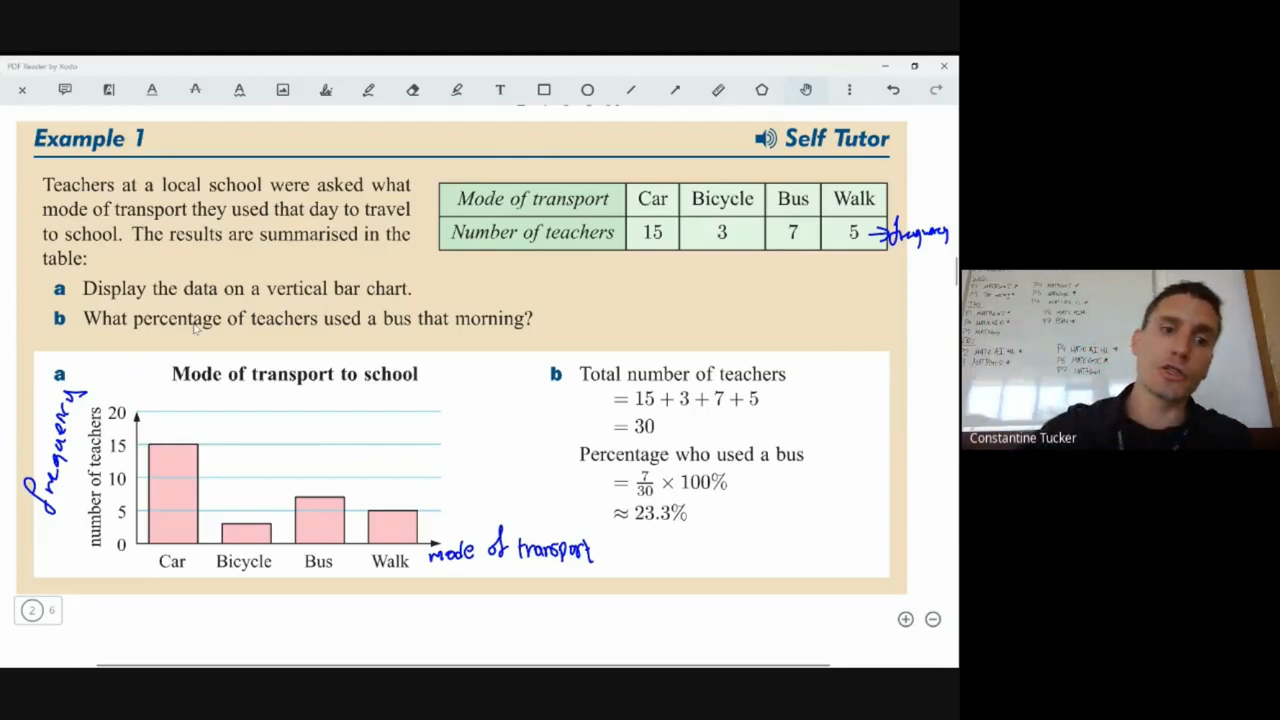 PDF Reader by Xodo
Example 1
Self Tutor
Teachers at a local school were asked what
mode of transport they used that day to travel
to school. The results are summarised in the
table:
Mode of transport Car Bicycle Bus Walk
Number of teachers 15 3 7 5 frequency
a Display the data on a vertical bar chart.
b What percentage of teachers used a bus that morning?
a Mode of transport to school
frequency
number of teachers
20
15
10
5
0
Car Bicycle Bus Walk
mode of transport
b Total number of teachers
= 15 + 3 + 7 + 5
= 30
Percentage who used a bus
= 7/30 × 100%
≈ 23.3%
2 6
Constantine Tucker